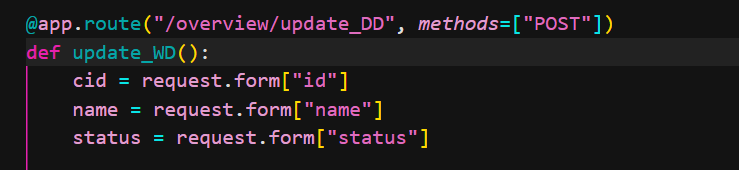 @app.route("/overview/update_DD", methods=["POST"])
def update_WD():
    cid = request.form["id"]
    name = request.form["name"]
    status = request.form["status"]